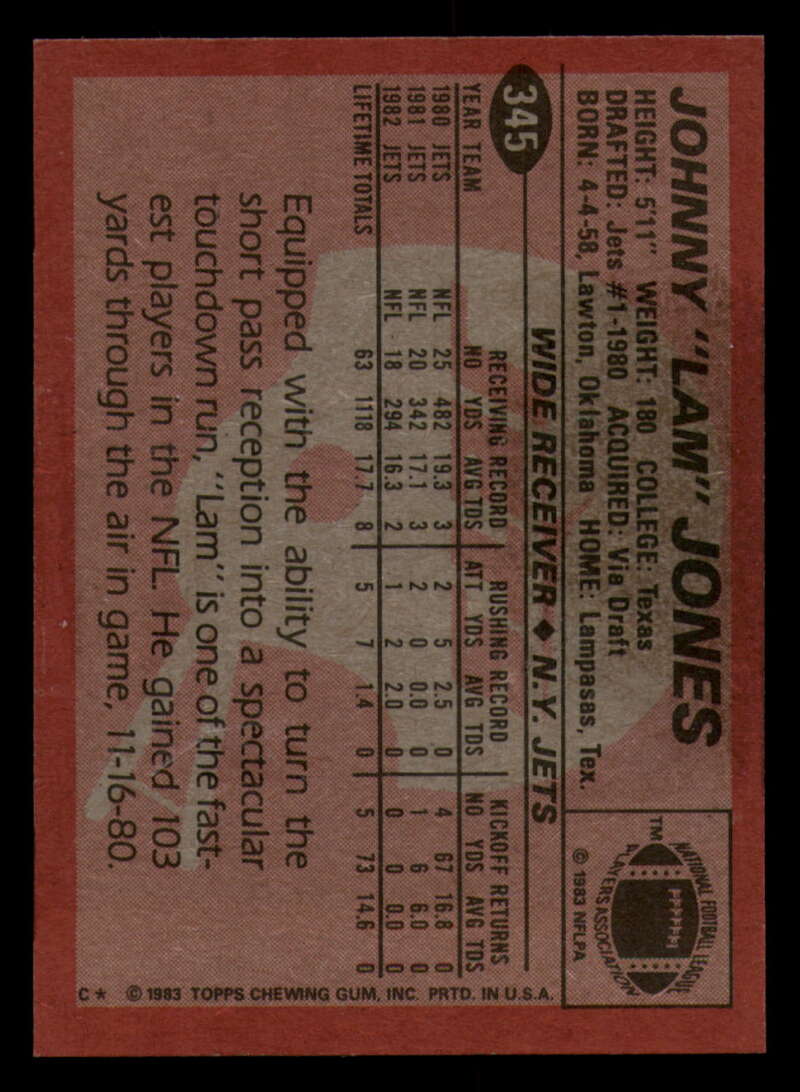 JOHNNY "LAM" JONES
HEIGHT: 5'11" WEIGHT: 180 COLLEGE: Texas
DRAFTED: Jets #1-1980 ACQUIRED: Via Draft
BORN: 4-4-58, Lawton, Oklahoma HOME: Lampasas, Tex.
NATIONAL FOOTBALL LEAGUE
PLAYERS ASSOCIATION
TM
© 1983 NFLPA
345
WIDE RECEIVER ♦ N.Y. JETS
RECEIVING RECORD RUSHING RECORD KICKOFF RETURNS
YEAR TEAM NO YDS AVG TDS ATT YDS AVG TDS NO YDS AVG TDS
1980 JETS NFL 25 482 19.3 3 2 5 2.5 0 4 67 16.8 0
1981 JETS NFL 20 342 17.1 3 2 0 0.0 0 1 6 6.0 0
1982 JETS NFL 18 294 16.3 2 1 2 2.0 0 0 0 0.0 0
LIFETIME TOTALS 63 1118 17.7 8 5 7 1.4 0 5 73 14.6 0
Equipped with the ability to turn the
short pass reception into a spectacular
touchdown run, "Lam" is one of the fast-
est players in the NFL. He gained 103
yards through the air in game, 11-16-80.
C* © 1983 TOPPS CHEWING GUM, INC. PRTD. IN U.S.A.